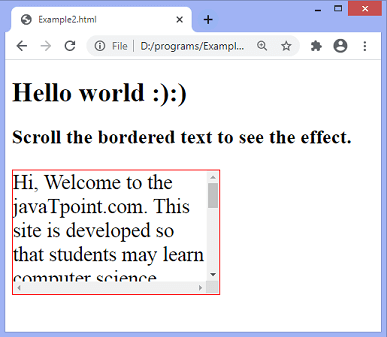 Example2.html
File | D:/programs/Exampl...
Hello world :):)
Scroll the bordered text to see the effect.
Hi, Welcome to the
javaTpoint.com. This
site is developed so
that students may learn
computer science